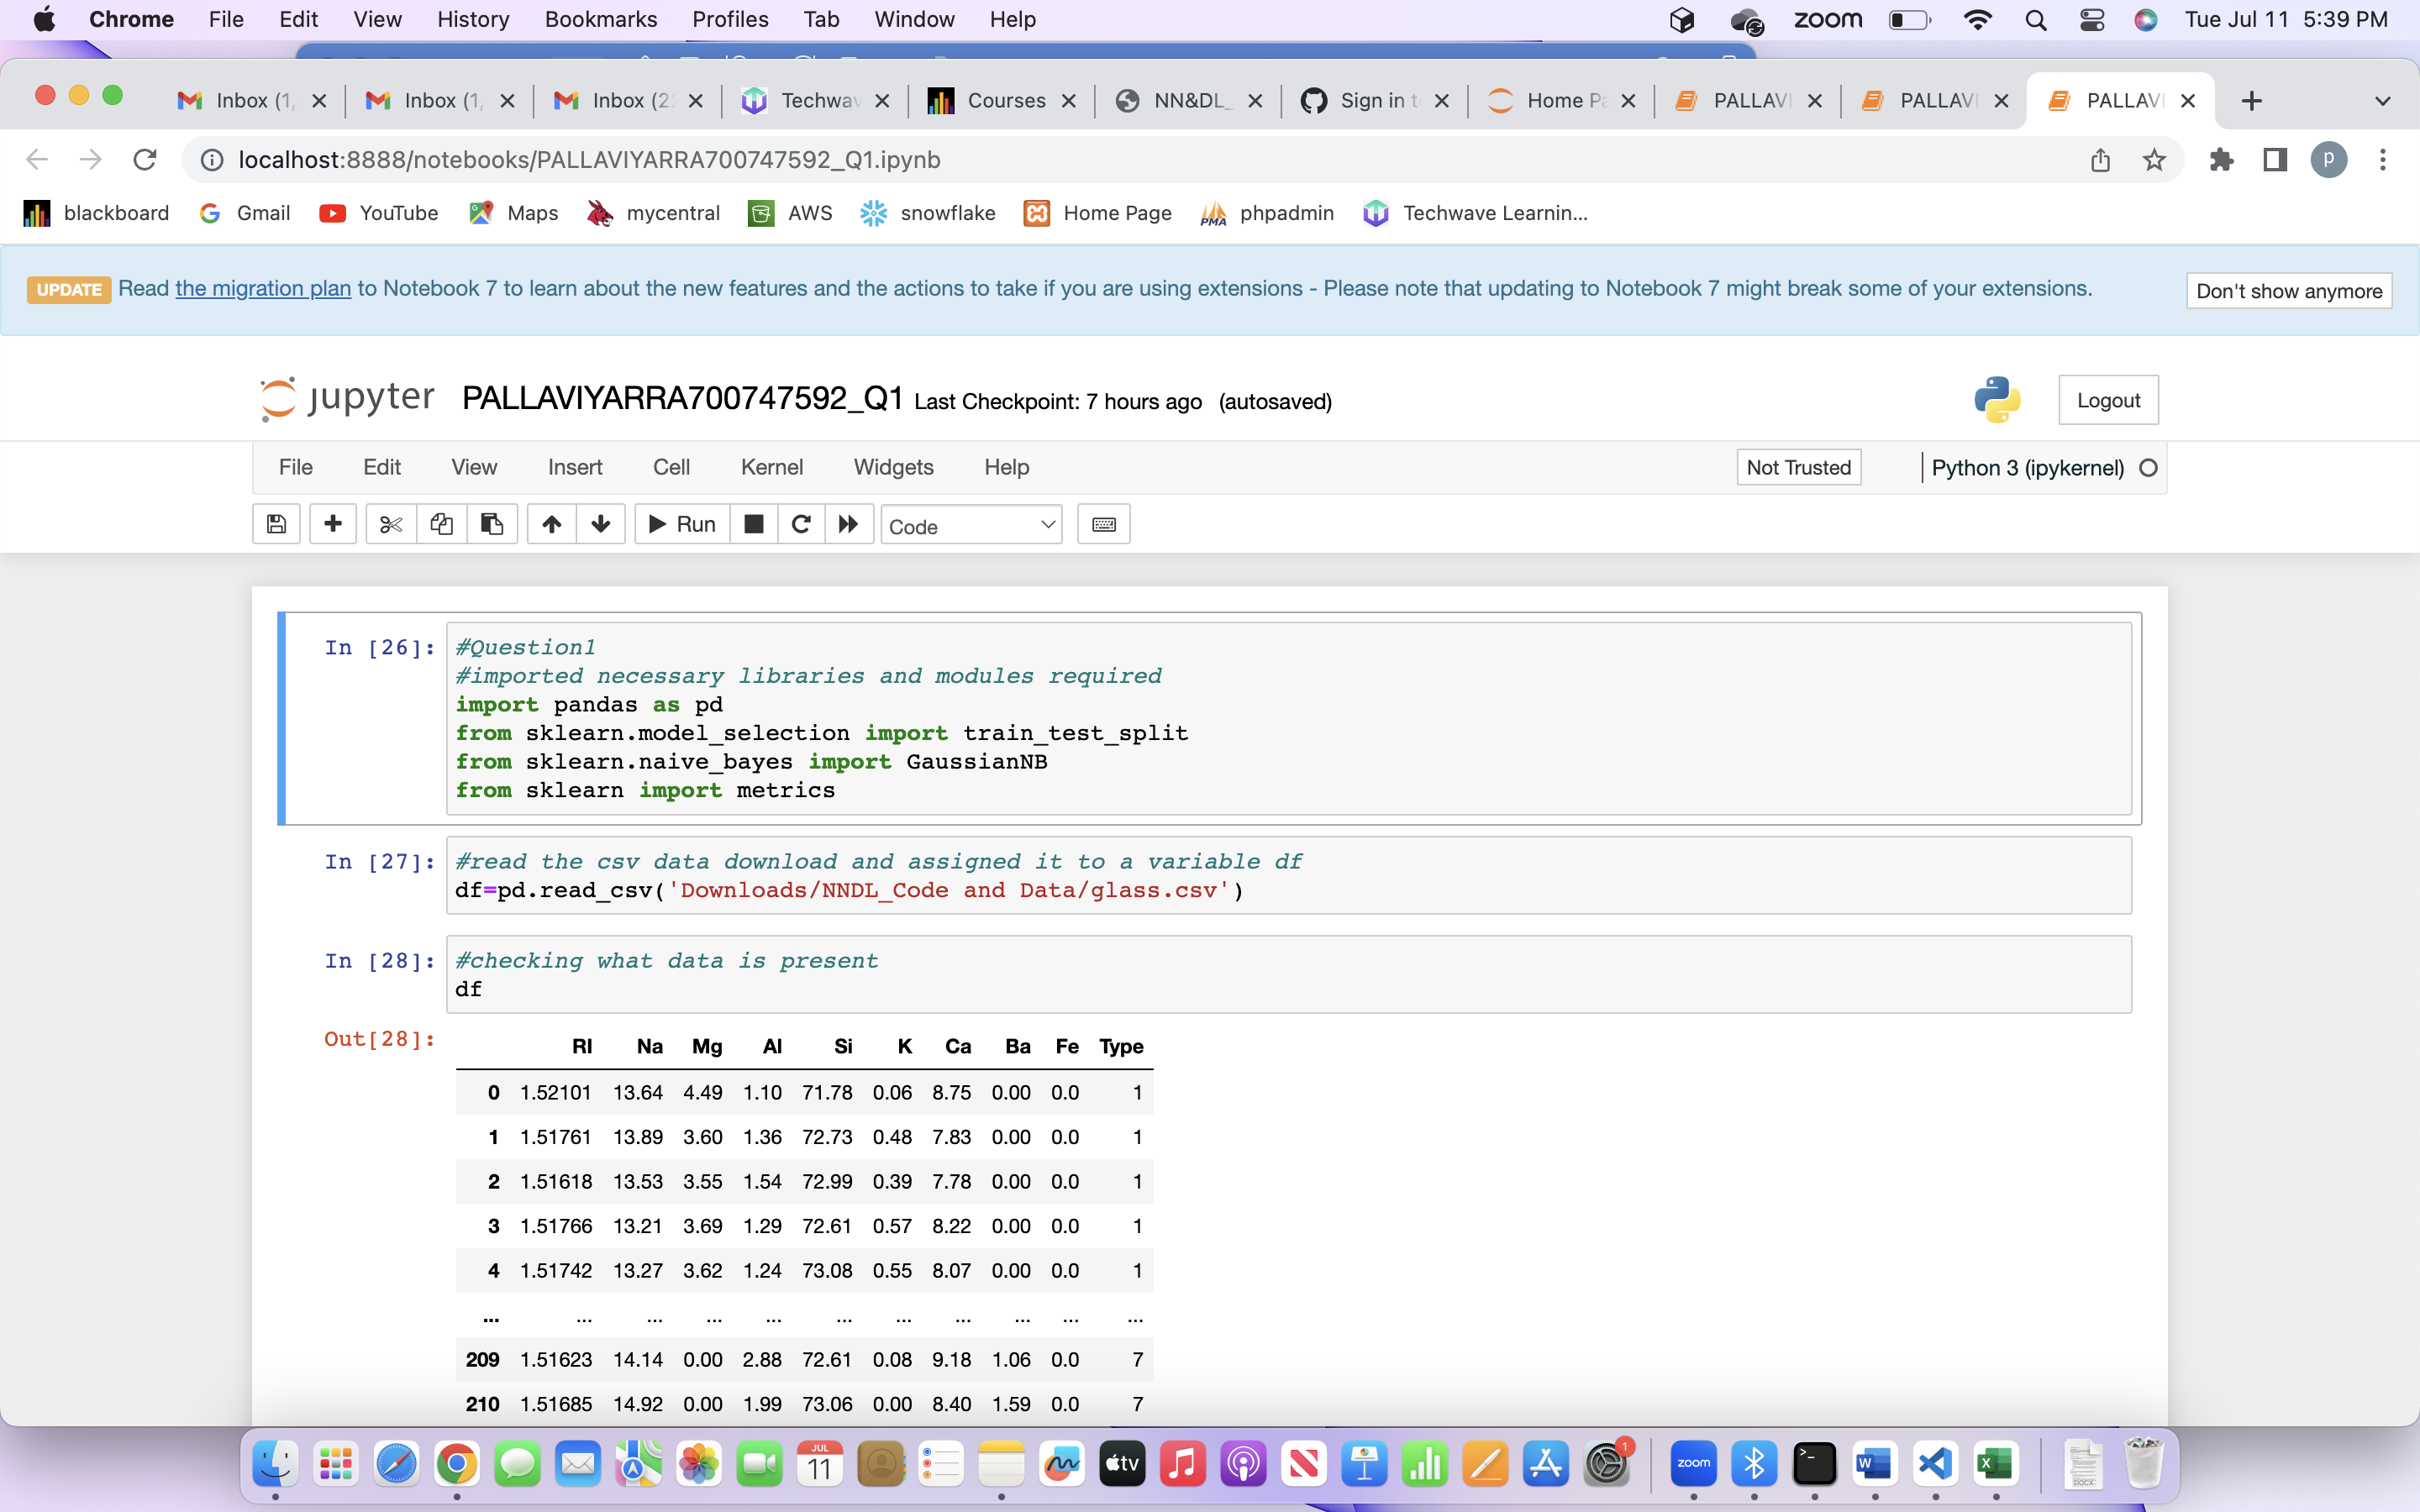 Chrome File Edit View History Bookmarks Profiles Tab Window Help zoom Tue Jul 11 5:39 PM
Inbox (1, Inbox (1, Inbox (2 Techwav Courses NN&DL_ Sign in t Home Pa PALLAVI PALLAVI PALLAVI
localhost:8888/notebooks/PALLAVIYARRA700747592_Q1.ipynb p
blackboard Gmail YouTube Maps mycentral AWS snowflake Home Page PMA phpadmin Techwave Learnin...
UPDATE Read the migration plan to Notebook 7 to learn about the new features and the actions to take if you are using extensions - Please note that updating to Notebook 7 might break some of your extensions. Don't show anymore
jupyter PALLAVIYARRA700747592_Q1 Last Checkpoint: 7 hours ago (autosaved) Logout
File Edit View Insert Cell Kernel Widgets Help Not Trusted Python 3 (ipykernel)
Run Code
In [26]: #Question1
#imported necessary libraries and modules required
import pandas as pd
from sklearn.model_selection import train_test_split
from sklearn.naive_bayes import GaussianNB
from sklearn import metrics
In [27]: #read the csv data download and assigned it to a variable df
df=pd.read_csv('Downloads/NNDL_Code and Data/glass.csv')
In [28]: #checking what data is present
df
Out[28]:
RI Na Mg Al Si K Ca Ba Fe Type
0 1.52101 13.64 4.49 1.10 71.78 0.06 8.75 0.00 0.0 1
1 1.51761 13.89 3.60 1.36 72.73 0.48 7.83 0.00 0.0 1
2 1.51618 13.53 3.55 1.54 72.99 0.39 7.78 0.00 0.0 1
3 1.51766 13.21 3.69 1.29 72.61 0.57 8.22 0.00 0.0 1
4 1.51742 13.27 3.62 1.24 73.08 0.55 8.07 0.00 0.0 1
... ... ... ... ... ... ... ... ... ... ...
209 1.51623 14.14 0.00 2.88 72.61 0.08 9.18 1.06 0.0 7
210 1.51685 14.92 0.00 1.99 73.06 0.00 8.40 1.59 0.0 7
JUL 11 tv 1 zoom W X DOCX